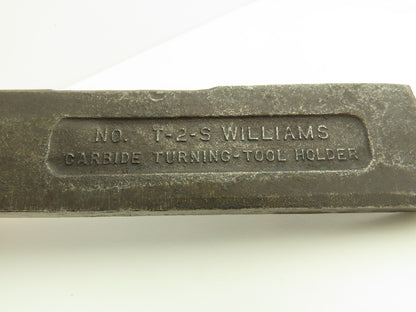 NO. T-2-S WILLIAMS
CARBIDE TURNING-TOOL HOLDER